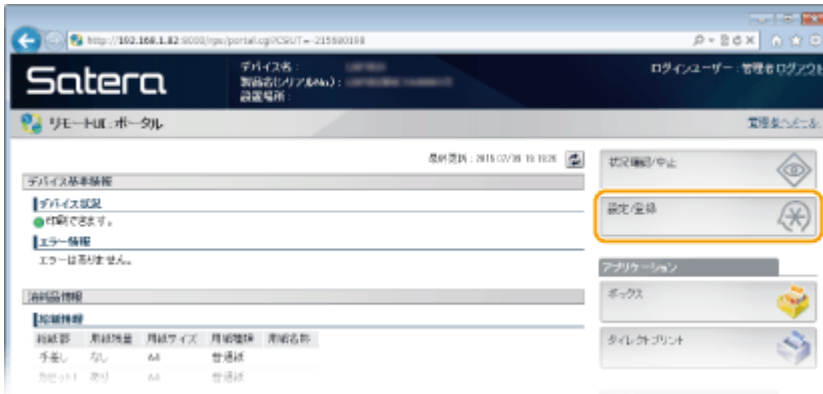 http://192.168.1.82:8000/rps/portal.cgi?CSUT=-215680188
Satera
デバイス名:
製品名(シリアルNo.):
設置場所:
ログインユーザー: 管理者 ログアウト
リモートUI:ポータル
管理者へメール
最終更新:
デバイス基本情報
デバイス状況
印刷できます。
エラー情報
エラーはありません。
消耗品情報
給紙情報
給紙部 用紙残量 用紙サイズ 用紙種類 用紙名称
手差し なし A4 普通紙
カセット1 あり A4 普通紙
状況確認/中止
設定/登録
アプリケーション
ボックス
ダイレクトプリント